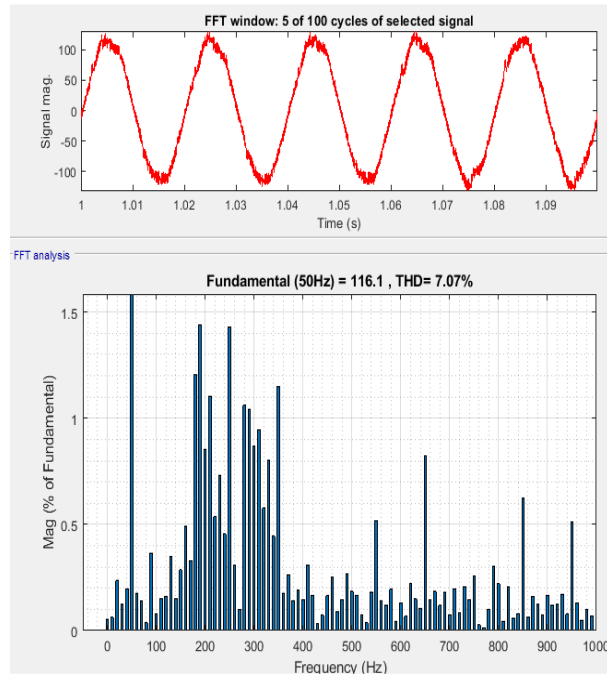 FFT window: 5 of 100 cycles of selected signal
100
50
0
-50
-100
Signal mag.
1 1.01 1.02 1.03 1.04 1.05 1.06 1.07 1.08 1.09
Time (s)
FFT analysis
Fundamental (50Hz) = 116.1 , THD= 7.07%
1.5
1
0.5
0
Mag (% of Fundamental)
0 100 200 300 400 500 600 700 800 900 1000
Frequency (Hz)